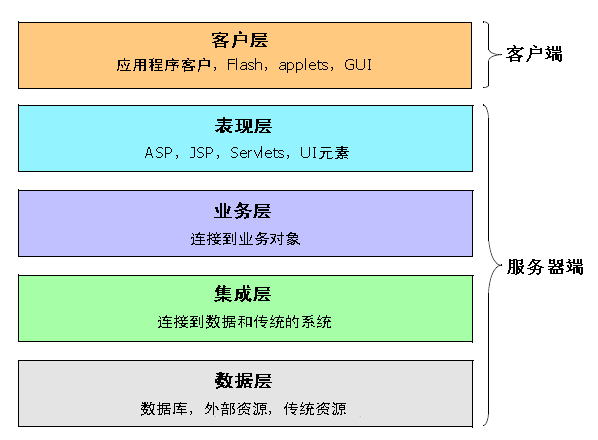 客户层
应用程序客户，Flash，applets，GUI
客户端
表现层
ASP，JSP，Servlets，UI元素
业务层
连接到业务对象
服务器端
集成层
连接到数据和传统的系统
数据层
数据库，外部资源，传统资源